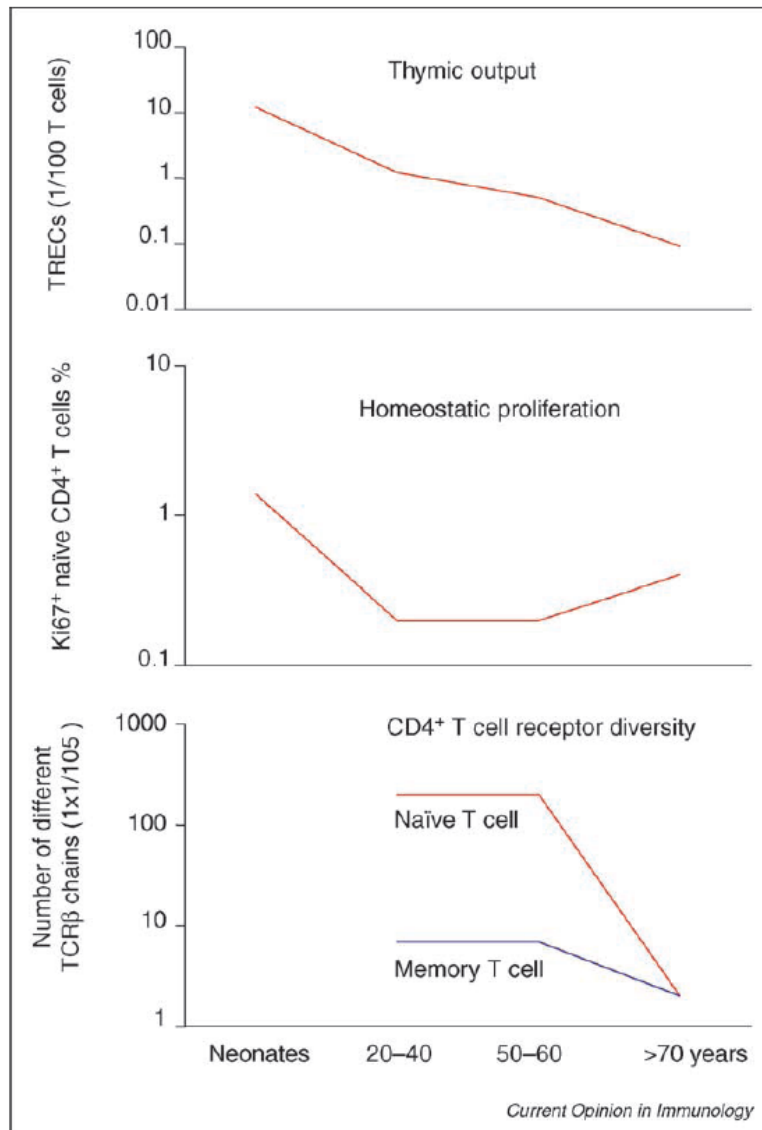 Thymic output
TRECs (1/100 T cells)
100
10
1
0.1
0.01
Homeostatic proliferation
Ki67⁺ naïve CD4⁺ T cells %
10
1
0.1
CD4⁺ T cell receptor diversity
Number of different
TCRβ chains (1x1/105 )
1000
100
10
1
Naïve T cell
Memory T cell
Neonates 20–40 50–60 >70 years
Current Opinion in Immunology